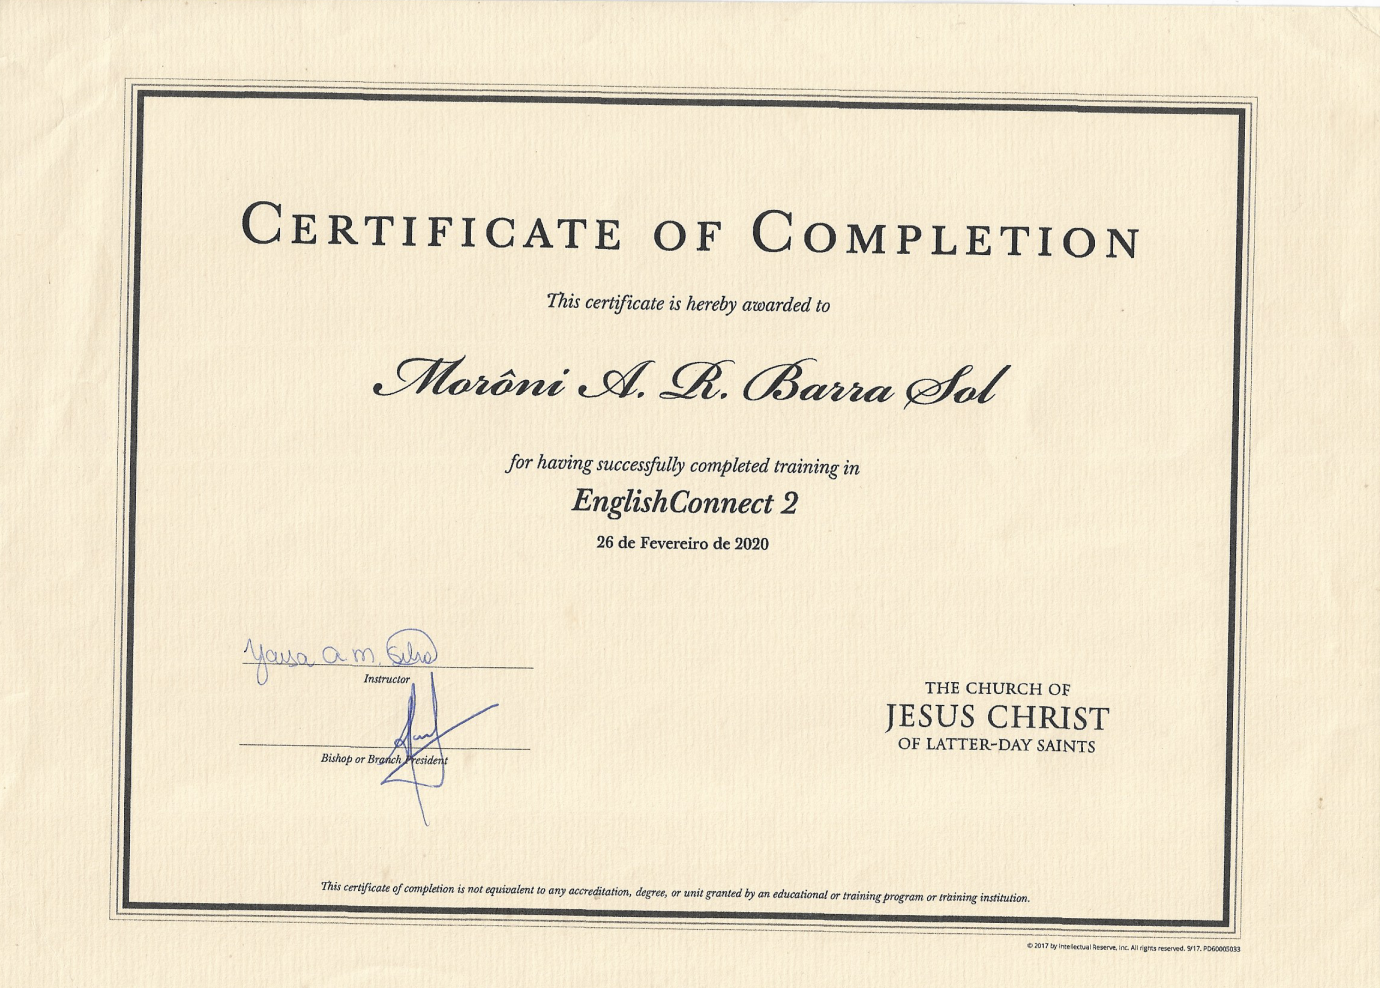 CERTIFICATE OF COMPLETION
This certificate is hereby awarded to
Morôni A. R. Barra Sol
for having successfully completed training in
EnglishConnect 2
26 de Fevereiro de 2020
A. M. Silva
Instructor
Bishop or Branch President
THE CHURCH OF
JESUS CHRIST
OF LATTER-DAY SAINTS
This certificate of completion is not equivalent to any accreditation, degree, or unit granted by an educational or training program or training institution.
© 2017 by Intellectual Reserve, Inc. All rights reserved. 9/17. PD60005033